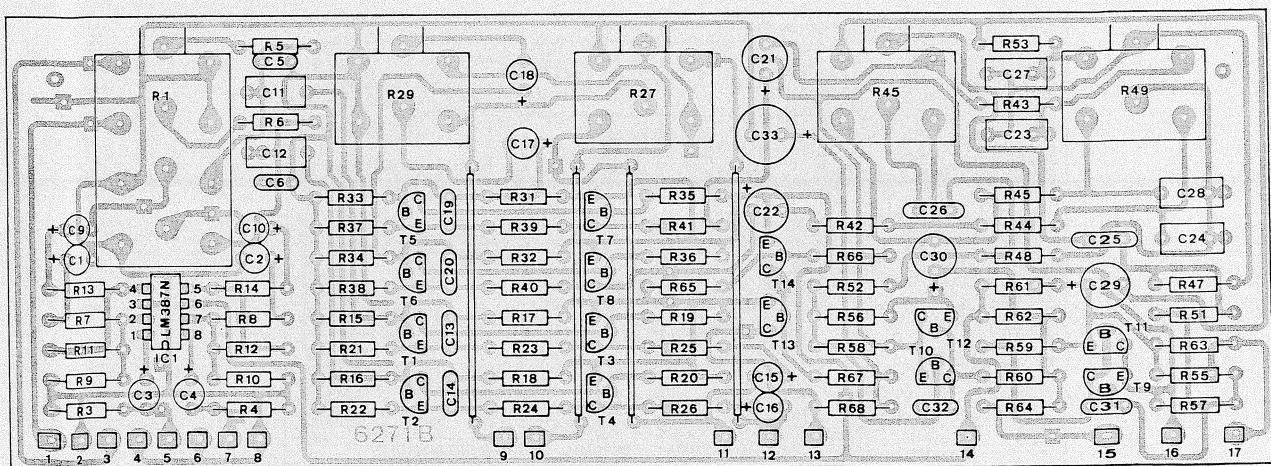 R5
C5
R1
C11
R6
C12
C6
R29
C18
C17
R27
C21
C33
R45
R53
C27
R43
C23
R49
C9
C1
C10
C2
R13
R7
R11
R9
R3
4 5
3 6
2 7
1 8
LM387N
IC1
R14
R8
R12
R10
R4
C3
C4
R33
R37
R34
R38
R15
R21
R16
R22
B C E
T5
B C E
T6
B C E
T1
B C E
T2
C19
C20
C13
C14
R31
R39
R32
R40
R17
R23
R18
R24
E B C
T7
E B C
T8
E B C
T3
E B C
T4
R35
R41
R36
R65
R19
R25
R20
R26
C22
E B C
T14
E B C
T13
C15
C16
R42
R66
R52
R56
R58
R67
R68
C26
C30
C B E
T12
T10
E B C
C32
R45
R44
R48
R61
R62
R59
R60
R64
C28
C24
C25
C29
T11
E B C
C B E
T9
C31
R47
R51
R63
R55
R57
6271B
1 2 3 4 5 6 7 8 9 10 11 12 13 14 15 16 17